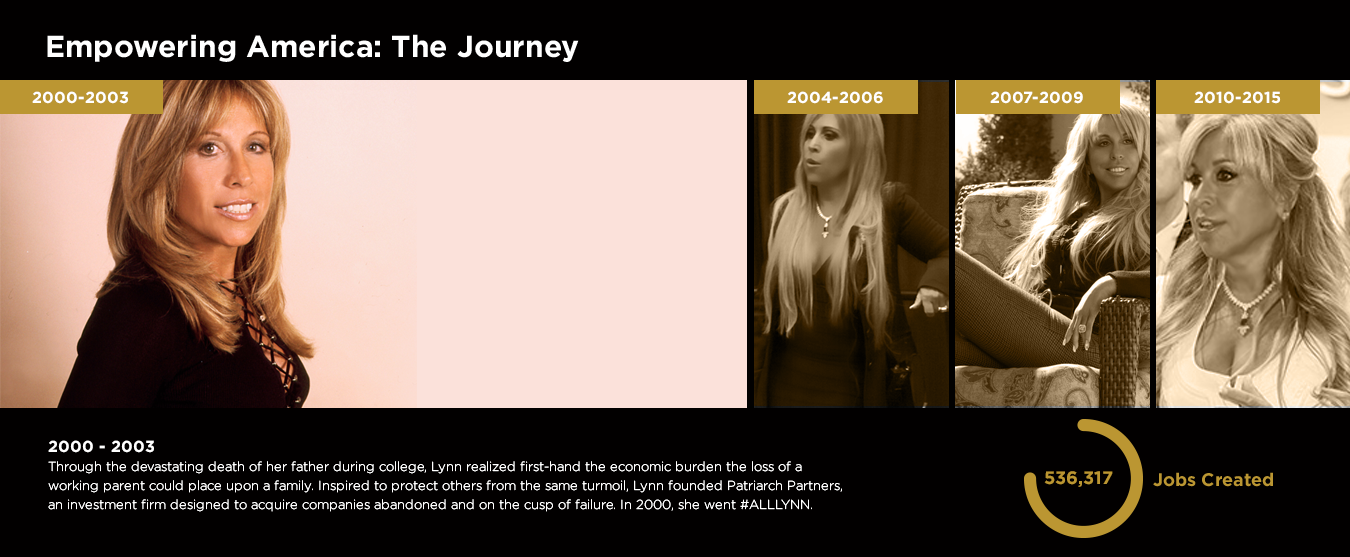 Empowering America: The Journey
2000-2003
2004-2006
2007-2009
2010-2015
2000 - 2003
Through the devastating death of her father during college, Lynn realized first-hand the economic burden the loss of a
working parent could place upon a family. Inspired to protect others from the same turmoil, Lynn founded Patriarch Partners,
an investment firm designed to acquire companies abandoned and on the cusp of failure. In 2000, she went #ALLLYNN.
536,317
Jobs Created